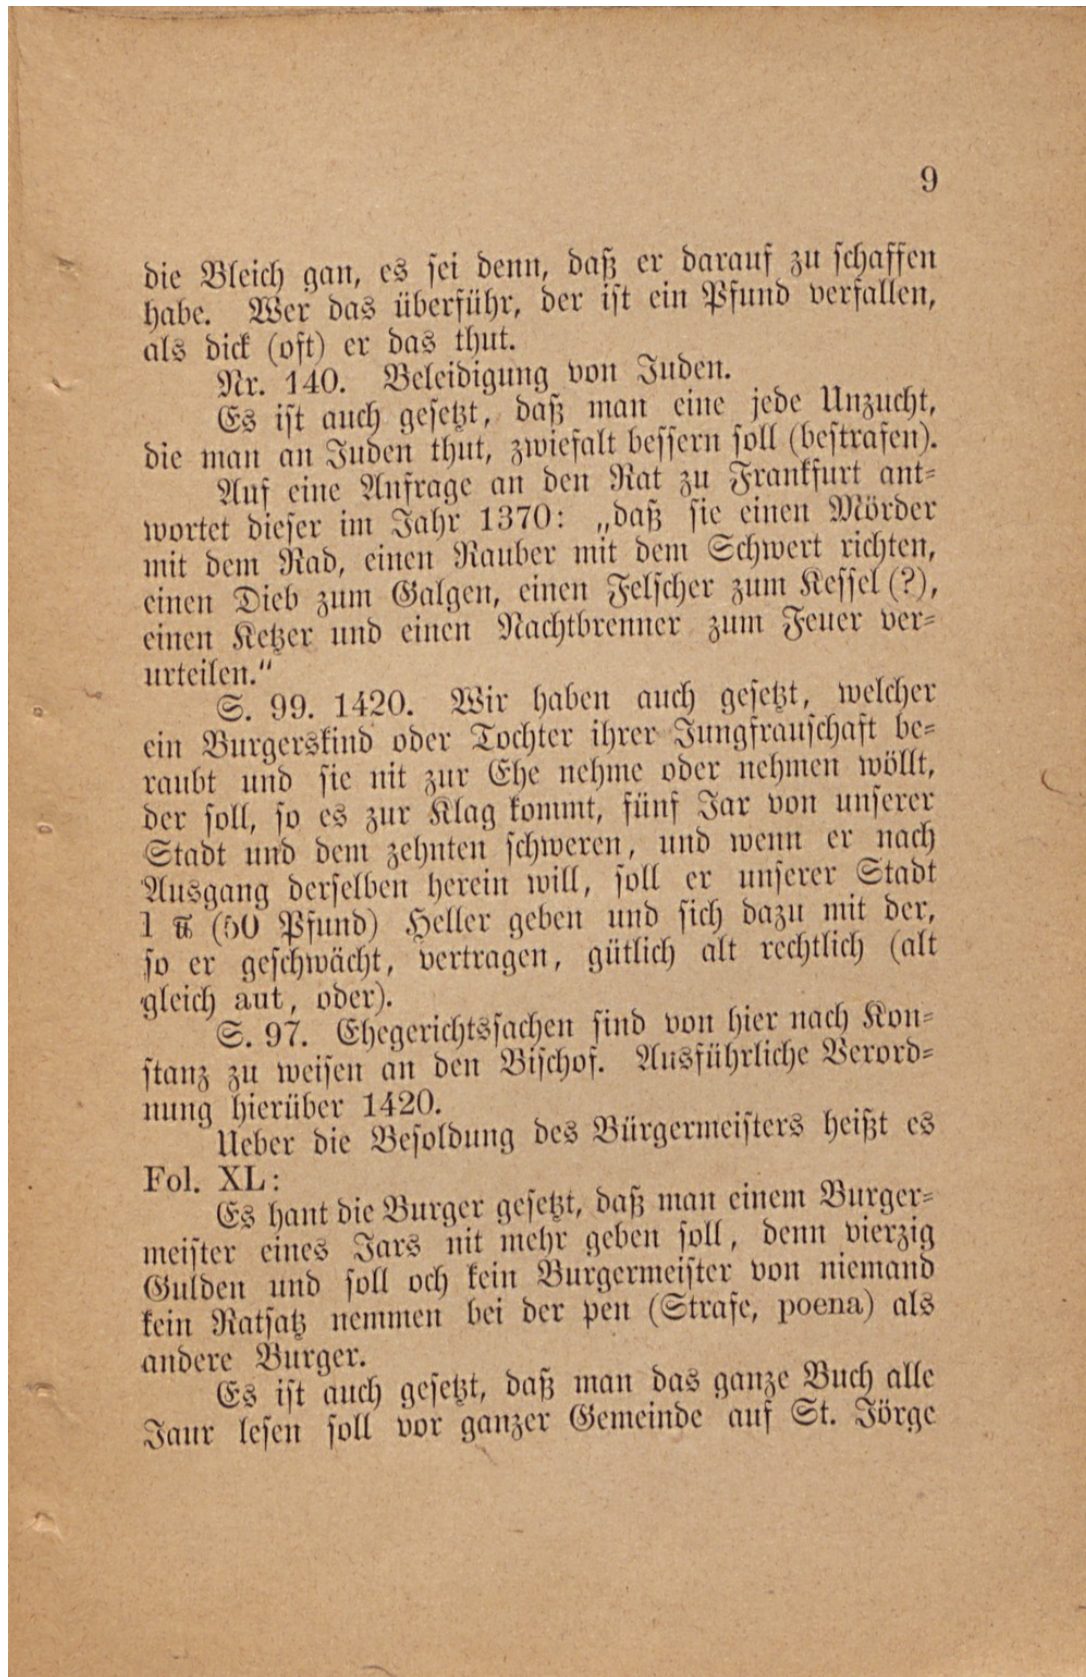 9
die Bleich gan, es sei denn, daß er darauf zu schaffen
habe. Wer das überführ, der ist ein Pfund verfallen,
als dick (oft) er das thut.
Nr. 140. Beleidigung von Juden.
Es ist auch gesetzt, daß man eine jede Unzucht,
die man an Juden thut, zwiefalt bessern soll (bestrafen).
Auf eine Anfrage an den Rat zu Frankfurt ant-
wortet dieser im Jahr 1370: „daß sie einen Mörder
mit dem Rad, einen Rauber mit dem Schwert richten,
einen Dieb zum Galgen, einen Felscher zum Kessel (?),
einen Ketzer und einen Nachtbrenner zum Feuer ver-
urteilen.“
S. 99. 1420. Wir haben auch gesetzt, welcher
ein Burgerskind oder Tochter ihrer Jungfrauschaft be-
raubt und sie nit zur Ehe nehme oder nehmen wöllt,
der soll, so es zur Klag kommt, fünf Jar von unserer
Stadt und dem zehnten schweren, und wenn er nach
Ausgang derselben herein will, soll er unserer Stadt
1 ℔ (50 Pfund) Heller geben und sich dazu mit der,
so er geschwächt, vertragen, gütlich alt rechtlich (alt
gleich aut, oder).
S. 97. Ehegerichtssachen sind von hier nach Kon-
stanz zu weisen an den Bischof. Ausführliche Verord-
nung hierüber 1420.
Ueber die Besoldung des Bürgermeisters heißt es
Fol. XL:
Es hant die Burger gesetzt, daß man einem Burger-
meister eines Jars nit mehr geben soll, denn vierzig
Gulden und soll och kein Burgermeister von niemand
kein Ratsatz nemmen bei der pen (Strafe, poena) als
andere Burger.
Es ist auch gesetzt, daß man das ganze Buch alle
Jaur lesen soll vor ganzer Gemeinde auf St. Jörge